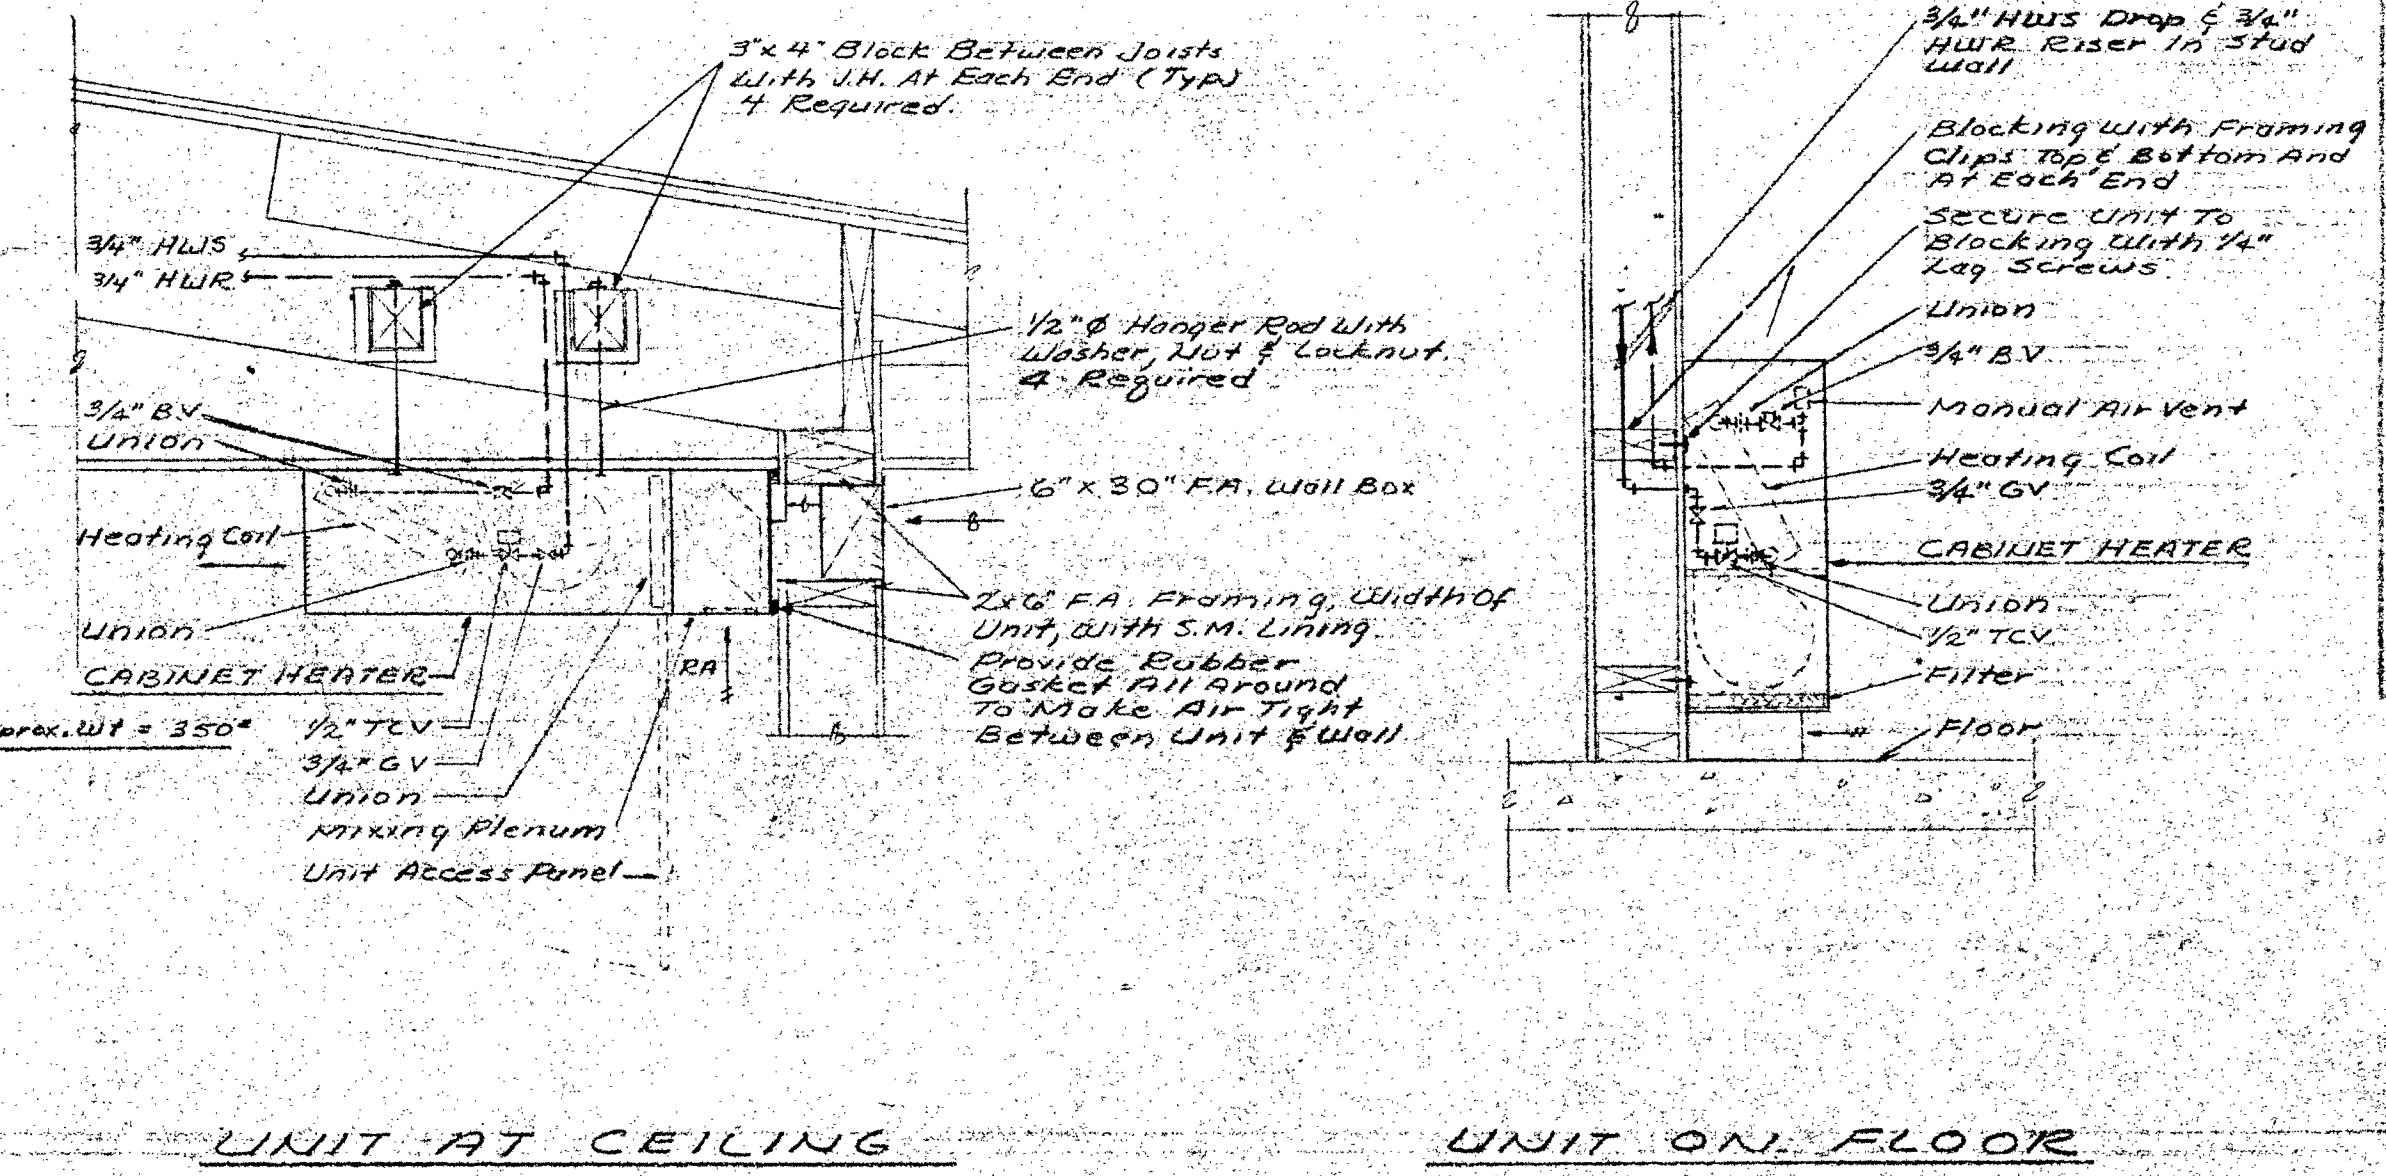 3"x 4" Block Between Joists
With J.H. At Each End (Typ)
4 Required.
3/4" HWS
3/4" HWR
1/2" Ø Hanger Rod With
Washer, Nut & Locknut.
4 Required
3/4" BV
Union
6" x 30" F.A. Wall Box
Heating Coil
2x6 F.A. Framing, Width Of
Unit, With S.M. Lining.
Union
Provide Rubber
Gasket All Around
To Make Air Tight
Between Unit & Wall
RA
CABINET HEATER
prox. Wt = 350#
1/2" TCV
3/4" GV
Union
Mixing Plenum
Unit Access Panel
UNIT AT CEILING
3/4" HWS Drop & 3/4"
HWR Riser In Stud
Wall
Blocking With Framing
Clips Top & Bottom And
At Each End
Secure Unit To
Blocking With 1/4"
Lag Screws.
Union
3/4" BV
Manual Air Vent
Heating Coil
3/4" GV
CABINET HEATER
Union
1/2" TCV
Filter
Floor
UNIT ON FLOOR